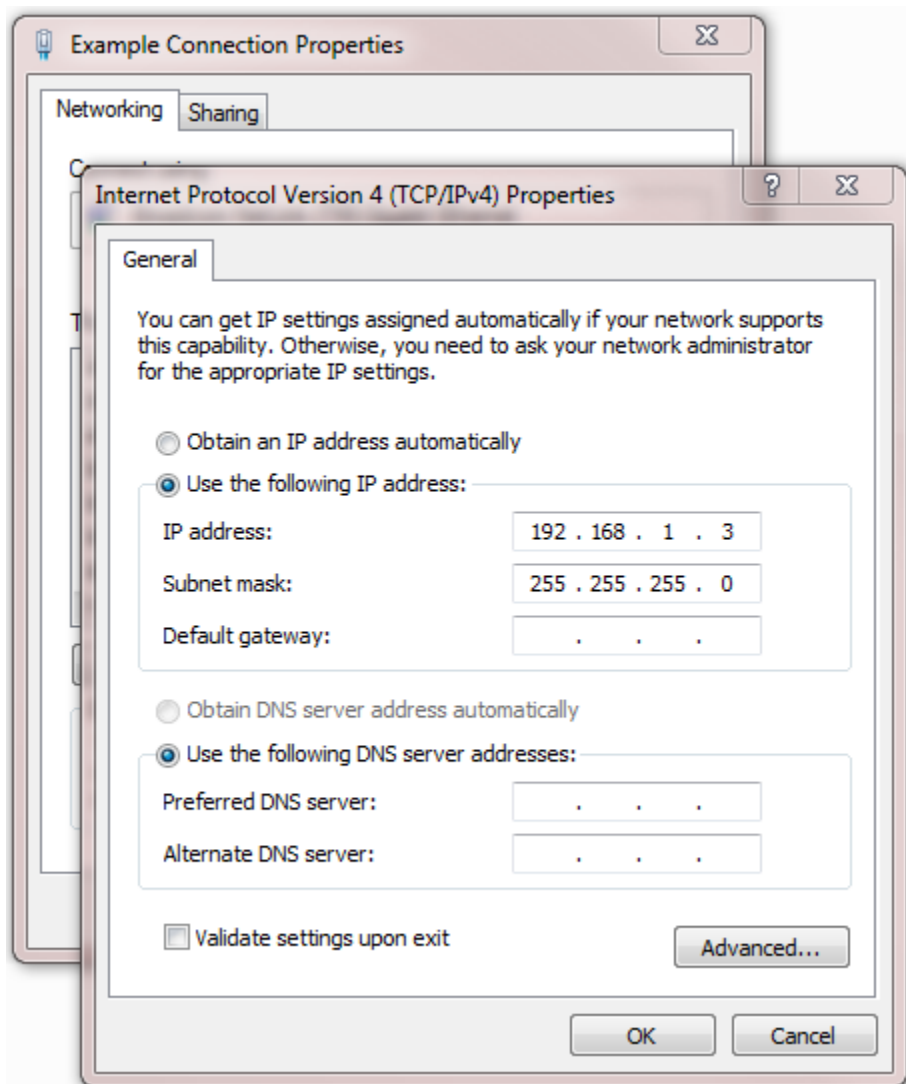 Example Connection Properties
Networking
Sharing
Internet Protocol Version 4 (TCP/IPv4) Properties
General
You can get IP settings assigned automatically if your network supports
this capability. Otherwise, you need to ask your network administrator
for the appropriate IP settings.
Obtain an IP address automatically
Use the following IP address:
IP address: 192 . 168 . 1 . 3
Subnet mask: 255 . 255 . 255 . 0
Default gateway: . . .
Obtain DNS server address automatically
Use the following DNS server addresses:
Preferred DNS server: . . .
Alternate DNS server: . . .
Validate settings upon exit
Advanced...
OK Cancel